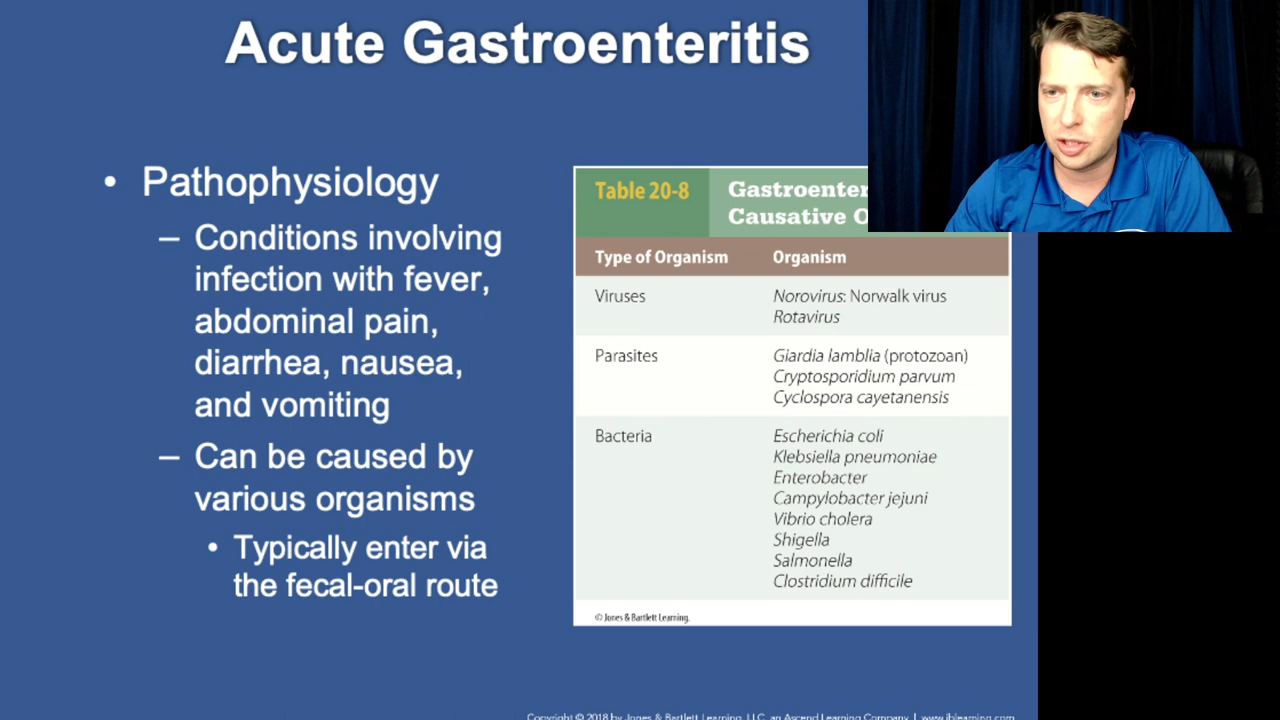 Acute Gastroenteritis
• Pathophysiology
– Conditions involving
infection with fever,
abdominal pain,
diarrhea, nausea,
and vomiting
– Can be caused by
various organisms
• Typically enter via
the fecal-oral route
Table 20-8
Gastroenter
Causative O
Type of Organism Organism
Viruses Norovirus: Norwalk virus
Rotavirus
Parasites Giardia lamblia (protozoan)
Cryptosporidium parvum
Cyclospora cayetanensis
Bacteria Escherichia coli
Klebsiella pneumoniae
Enterobacter
Campylobacter jejuni
Vibrio cholera
Shigella
Salmonella
Clostridium difficile
© Jones & Bartlett Learning.
Copyright © 2018 by Jones & Bartlett Learning, LLC, an Ascend Learning Company | www.jblearning.com